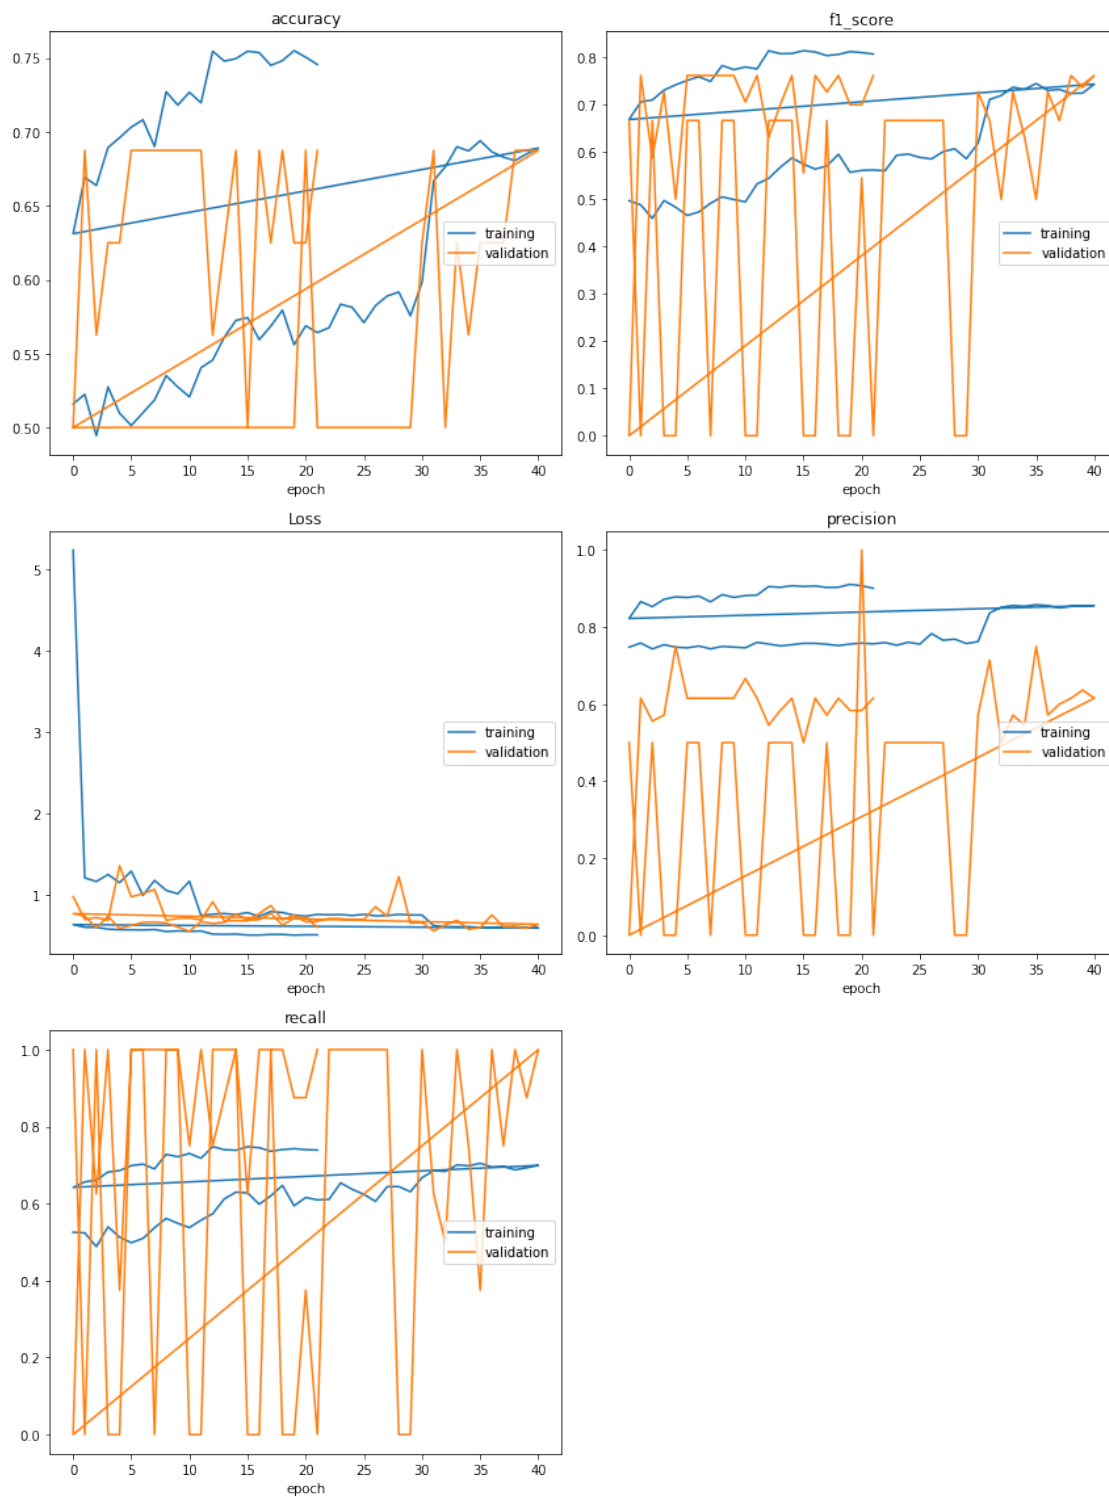 accuracy
0.75
0.70
0.65
0.60
0.55
0.50
0 5 10 15 20 25 30 35 40
epoch
training
validation
f1_score
0.8
0.7
0.6
0.5
0.4
0.3
0.2
0.1
0.0
0 5 10 15 20 25 30 35 40
epoch
training
validation
Loss
5
4
3
2
1
0 5 10 15 20 25 30 35 40
epoch
training
validation
precision
1.0
0.8
0.6
0.4
0.2
0.0
0 5 10 15 20 25 30 35 40
epoch
training
validation
recall
1.0
0.8
0.6
0.4
0.2
0.0
0 5 10 15 20 25 30 35 40
epoch
training
validation